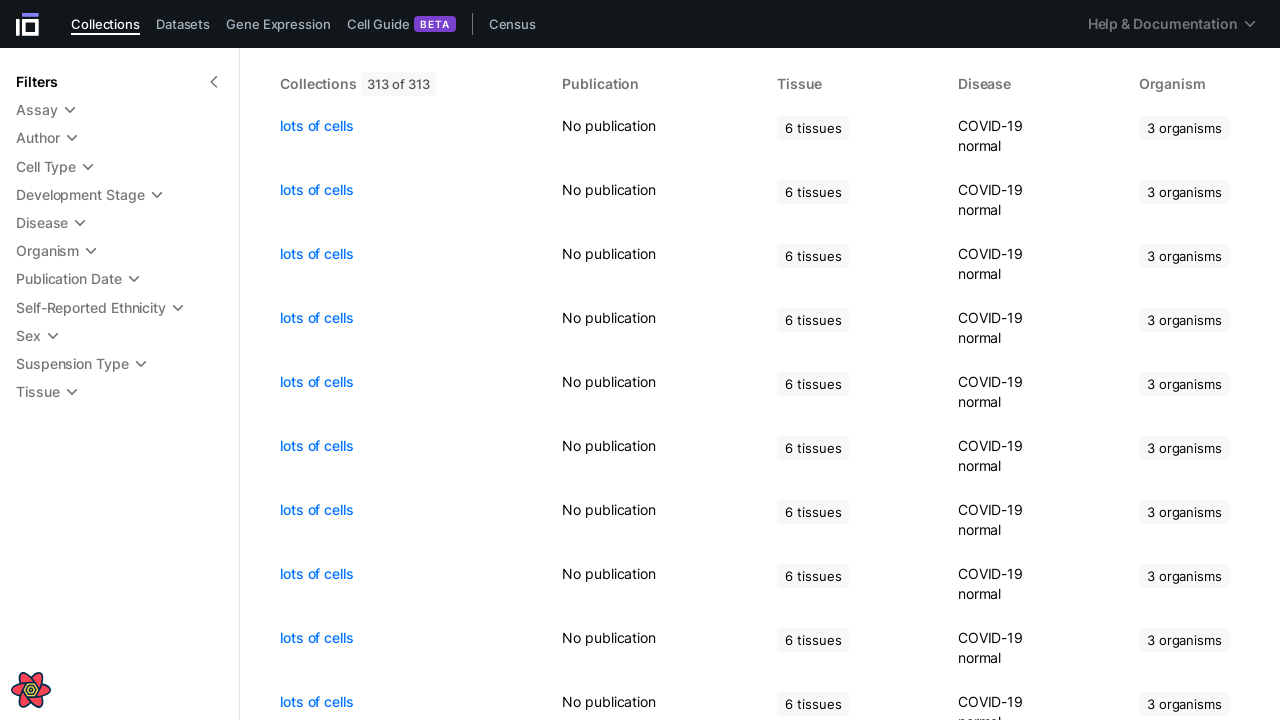 Collections Datasets Gene Expression Cell Guide BETA Census Help & Documentation
Filters
Assay
Author
Cell Type
Development Stage
Disease
Organism
Publication Date
Self-Reported Ethnicity
Sex
Suspension Type
Tissue
Collections 313 of 313 Publication Tissue Disease Organism
lots of cells No publication 6 tissues COVID-19 3 organisms
normal
lots of cells No publication 6 tissues COVID-19 3 organisms
normal
lots of cells No publication 6 tissues COVID-19 3 organisms
normal
lots of cells No publication 6 tissues COVID-19 3 organisms
normal
lots of cells No publication 6 tissues COVID-19 3 organisms
normal
lots of cells No publication 6 tissues COVID-19 3 organisms
normal
lots of cells No publication 6 tissues COVID-19 3 organisms
normal
lots of cells No publication 6 tissues COVID-19 3 organisms
normal
lots of cells No publication 6 tissues COVID-19 3 organisms
normal
lots of cells No publication 6 tissues COVID-19 3 organisms
normal